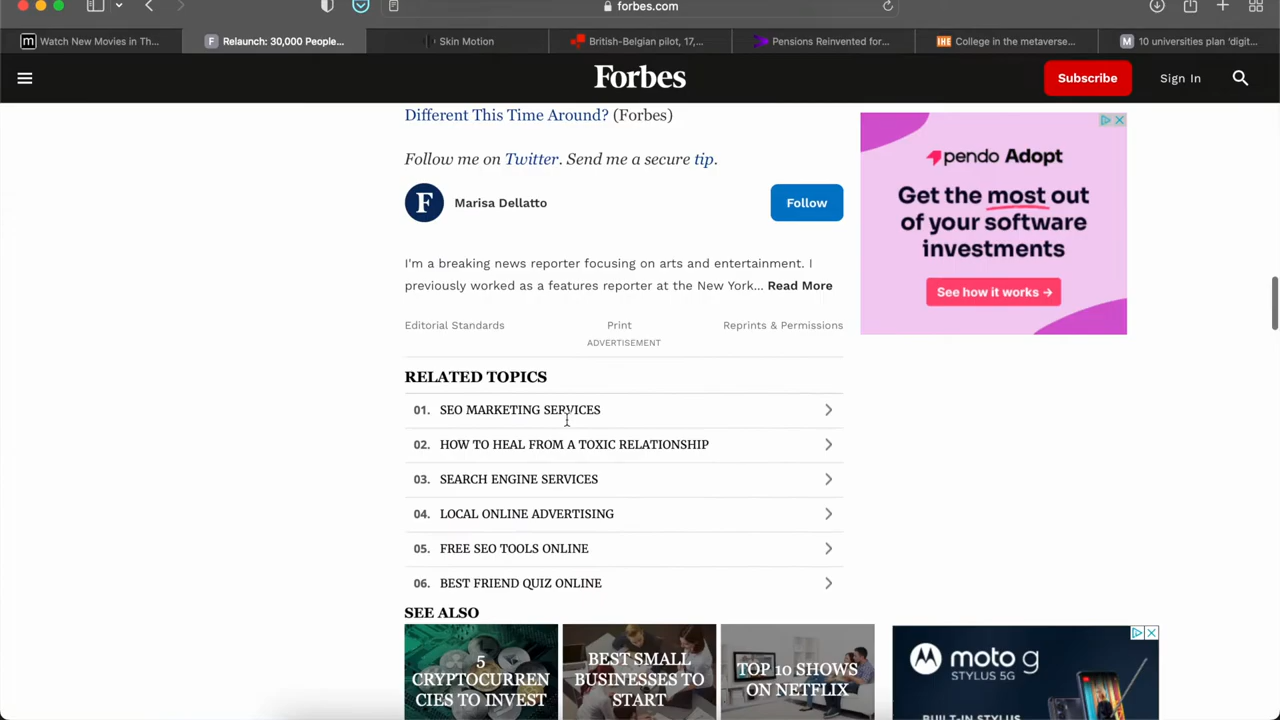 forbes.com
Watch New Movies in Th...
Relaunch: 30,000 People...
Skin Motion
British-Belgian pilot, 17,...
Pensions Reinvented for...
College in the metaverse...
10 universities plan 'digit...
Forbes
Subscribe
Sign In
Different This Time Around? (Forbes)
Follow me on Twitter. Send me a secure tip.
F
Marisa Dellatto
Follow
I'm a breaking news reporter focusing on arts and entertainment. I
previously worked as a features reporter at the New York... Read More
Editorial Standards
Print
Reprints & Permissions
ADVERTISEMENT
pendo Adopt
Get the most out
of your software
investments
See how it works →
RELATED TOPICS
01. SEO MARKETING SERVICES
02. HOW TO HEAL FROM A TOXIC RELATIONSHIP
03. SEARCH ENGINE SERVICES
04. LOCAL ONLINE ADVERTISING
05. FREE SEO TOOLS ONLINE
06. BEST FRIEND QUIZ ONLINE
SEE ALSO
5
CRYPTOCURREN
CIES TO INVEST
BEST SMALL
BUSINESSES TO
START
TOP 10 SHOWS
ON NETFLIX
moto g
STYLUS 5G
BUILT-IN STYLUS